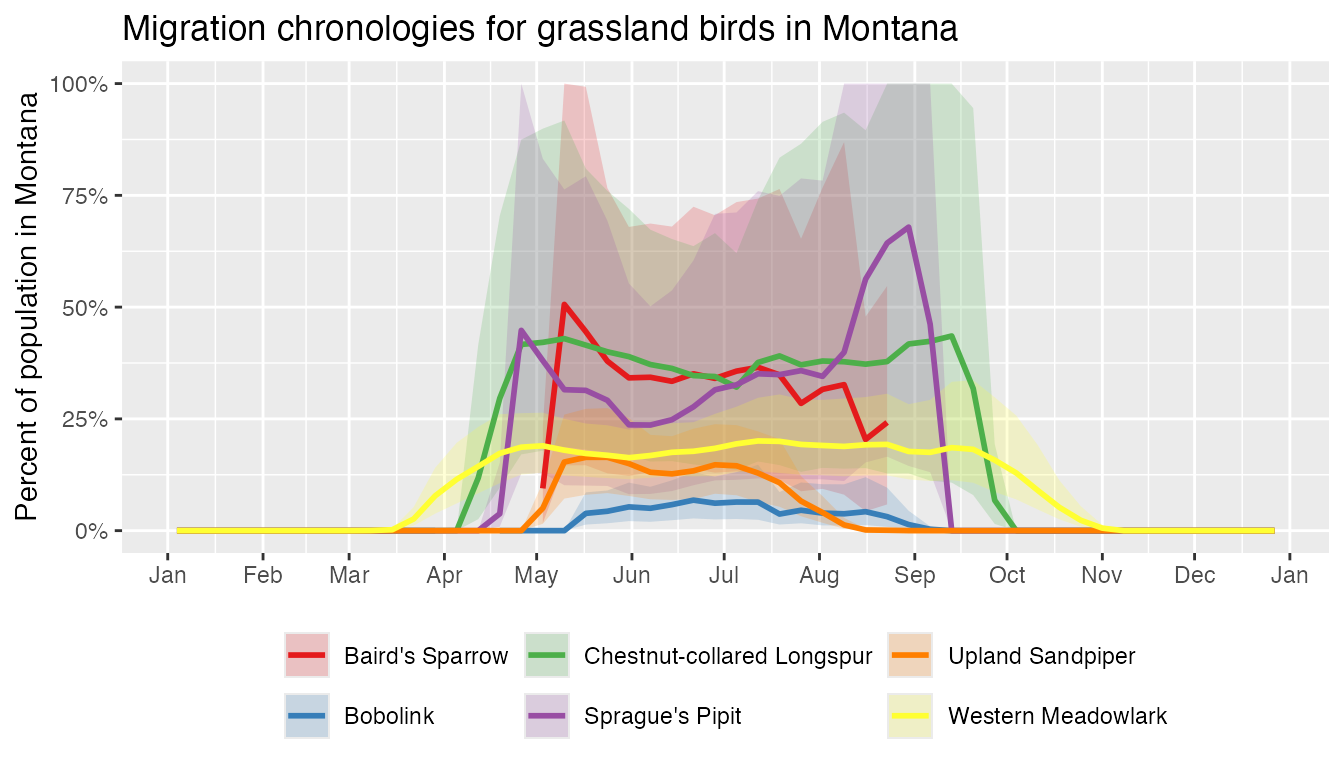 Migration chronologies for grassland birds in Montana
Percent of population in Montana
100%
75%
50%
25%
0%
Jan Feb Mar Apr May Jun Jul Aug Sep Oct Nov Dec Jan
Baird's Sparrow Chestnut-collared Longspur Upland Sandpiper
Bobolink Sprague's Pipit Western Meadowlark